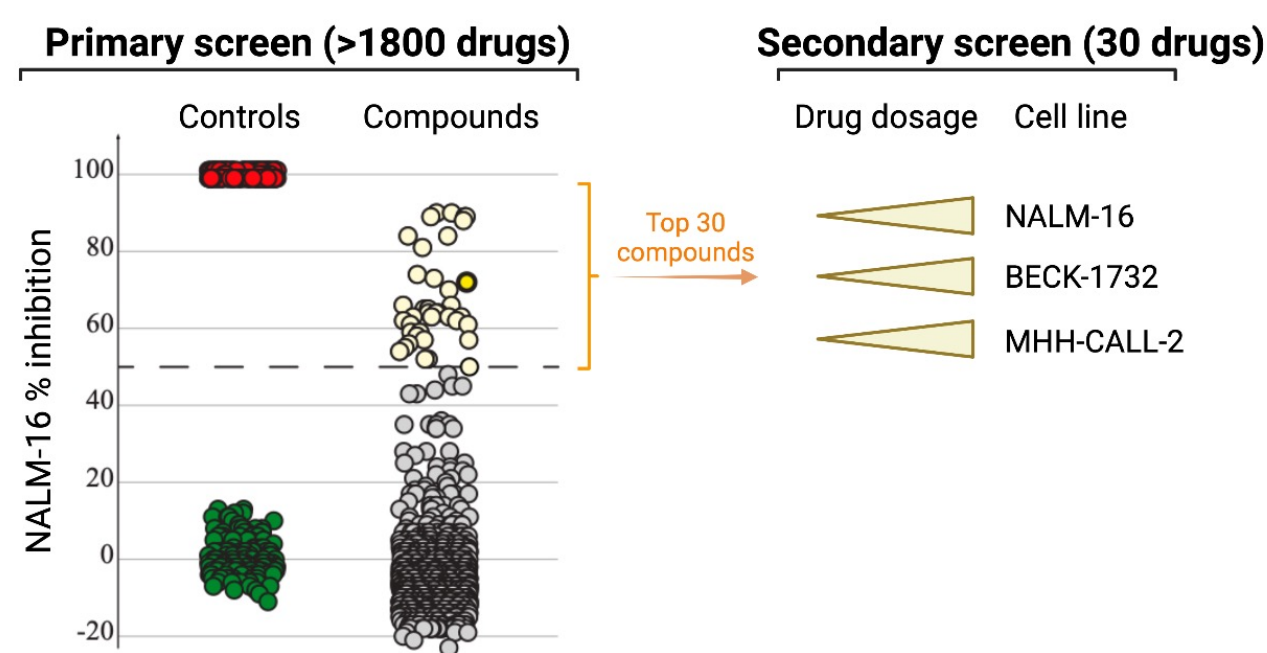 Primary screen (>1800 drugs)
Secondary screen (30 drugs)
Controls
Compounds
Drug dosage
Cell line
NALM-16 % inhibition
100
80
60
40
20
0
-20
Top 30
compounds
NALM-16
BECK-1732
MHH-CALL-2